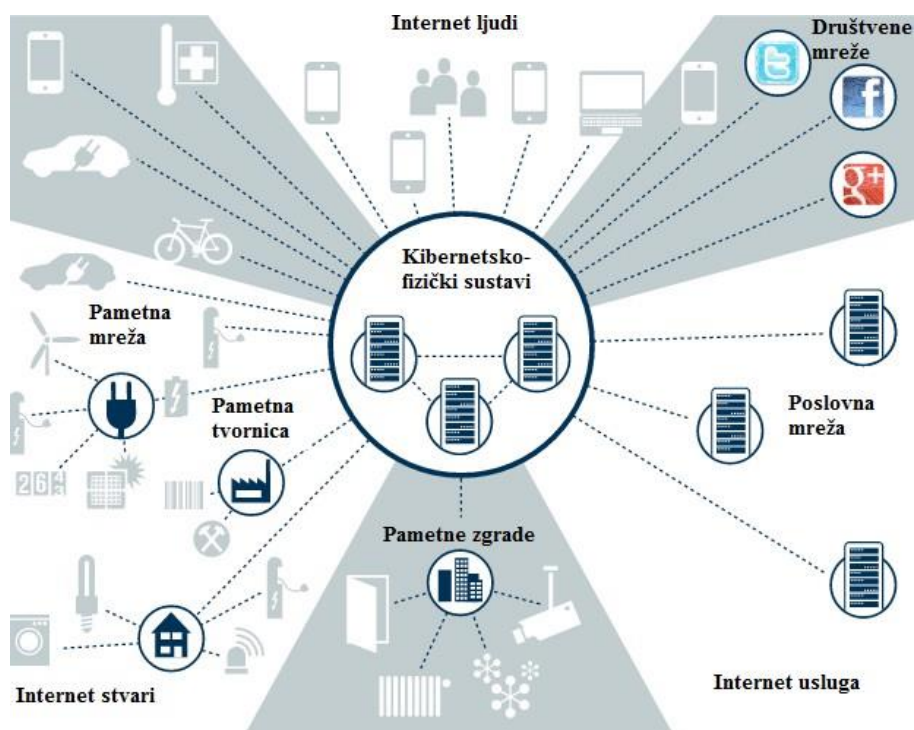 Internet ljudi
Društvene
mreže
f
g+
Kibernetsko-
fizički sustavi
Pametna
mreža
Pametna
tvornica
Poslovna
mreža
264
Pametne zgrade
Internet stvari
Internet usluga